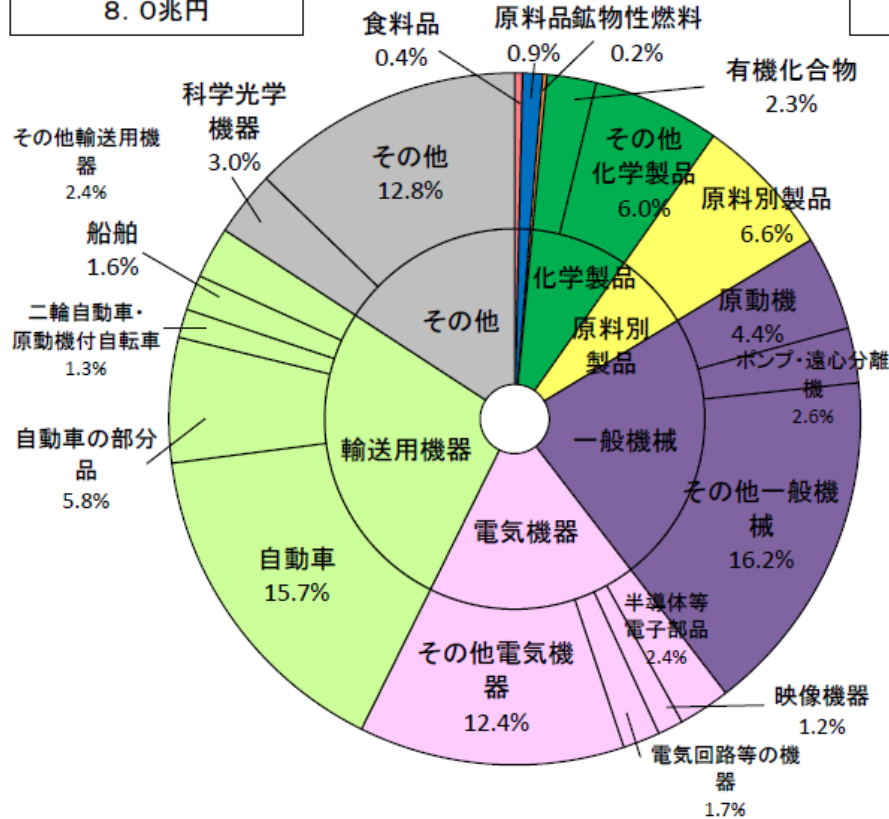 8．0兆円
食料品
0.4%
原料品
0.9%
鉱物性燃料
0.2%
有機化合物
2.3%
その他
化学製品
6.0%
原料別製品
6.6%
原動機
4.4%
ポンプ・遠心分離
機
2.6%
その他一般機
械
16.2%
半導体等
電子部品
2.4%
映像機器
1.2%
電気回路等の機
器
1.7%
その他電気機
器
12.4%
自動車
15.7%
自動車の部分
品
5.8%
二輪自動車・
原動機付自転車
1.3%
船舶
1.6%
その他輸送用機
器
2.4%
科学光学
機器
3.0%
その他
12.8%
化学製品
原料別
製品
一般機械
電気機器
輸送用機器
その他